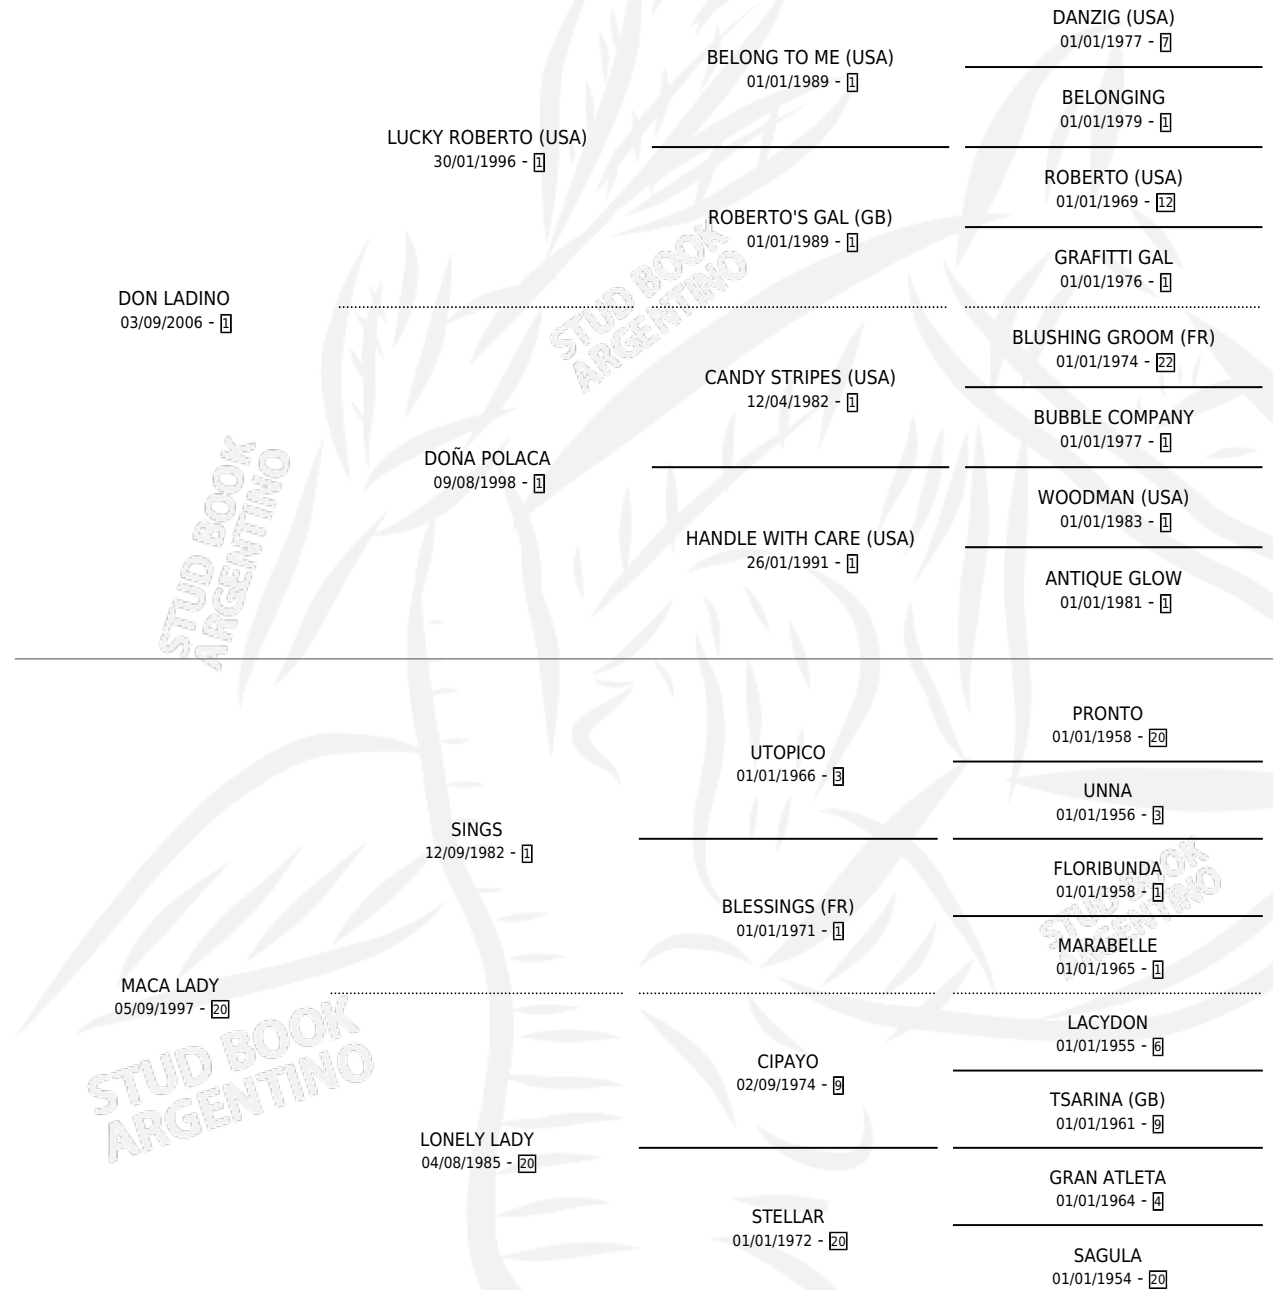 DANZIG (USA)
01/01/1977 - 7
BELONG TO ME (USA)
01/01/1989 - 1
BELONGING
01/01/1979 - 1
LUCKY ROBERTO (USA)
30/01/1996 - 1
ROBERTO (USA)
01/01/1969 - 12
ROBERTO'S GAL (GB)
01/01/1989 - 1
GRAFITTI GAL
01/01/1976 - 1
DON LADINO
03/09/2006 - 1
STUD BOOK
ARGENTINO
BLUSHING GROOM (FR)
01/01/1974 - 22
CANDY STRIPES (USA)
12/04/1982 - 1
BUBBLE COMPANY
01/01/1977 - 1
DOÑA POLACA
09/08/1998 - 1
WOODMAN (USA)
01/01/1983 - 1
HANDLE WITH CARE (USA)
26/01/1991 - 1
ANTIQUE GLOW
01/01/1981 - 1
STUD BOOK
ARGENTINO
PRONTO
01/01/1958 - 20
UTOPICO
01/01/1966 - 3
UNNA
01/01/1956 - 3
SINGS
12/09/1982 - 1
FLORIBUNDA
01/01/1958 - 1
BLESSINGS (FR)
01/01/1971 - 1
STUD BOOK
ARGENTINO
MARABELLE
01/01/1965 - 1
MACA LADY
05/09/1997 - 20
LACYDON
01/01/1955 - 6
CIPAYO
02/09/1974 - 9
STUD BOOK
ARGENTINO
TSARINA (GB)
01/01/1961 - 9
LONELY LADY
04/08/1985 - 20
GRAN ATLETA
01/01/1964 - 4
STELLAR
01/01/1972 - 20
SAGULA
01/01/1954 - 20